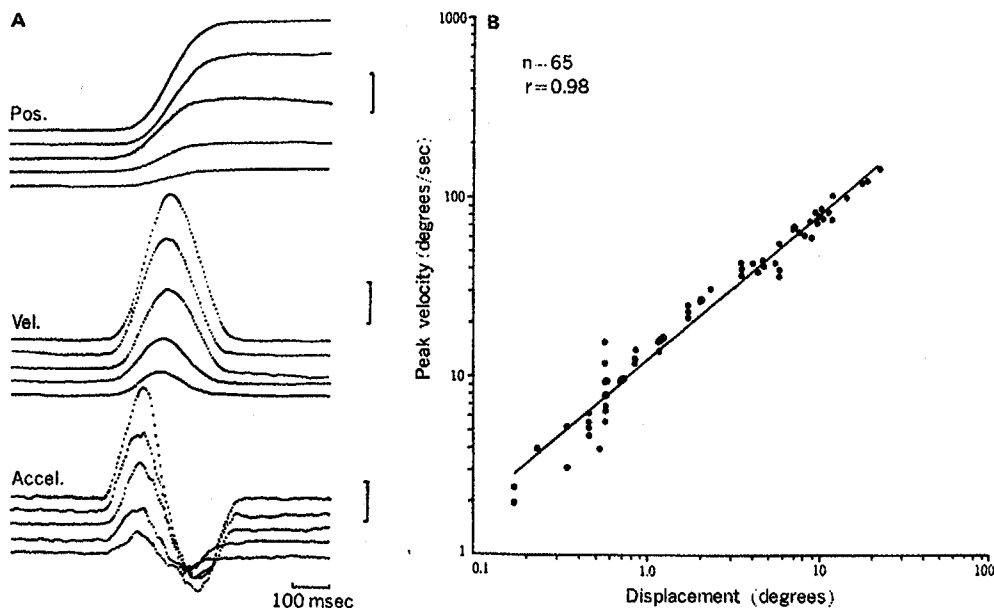 A
Pos.
Vel.
Accel.
100 msec
B
n--65
r=0.98
Peak velocity (degrees/sec)
1000
100
10
1
0.1
1.0
10
100
Displacement (degrees)